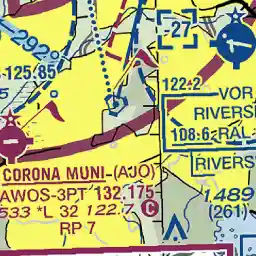 -27
292°
125.85
122.2
VOR
RIVERS
108.6
RAL
RIVERS
CORONA MUNI (AJO)
AWOS-3PT 132.175
533 *L 32 122.7 C
RP 7
1489
(261)